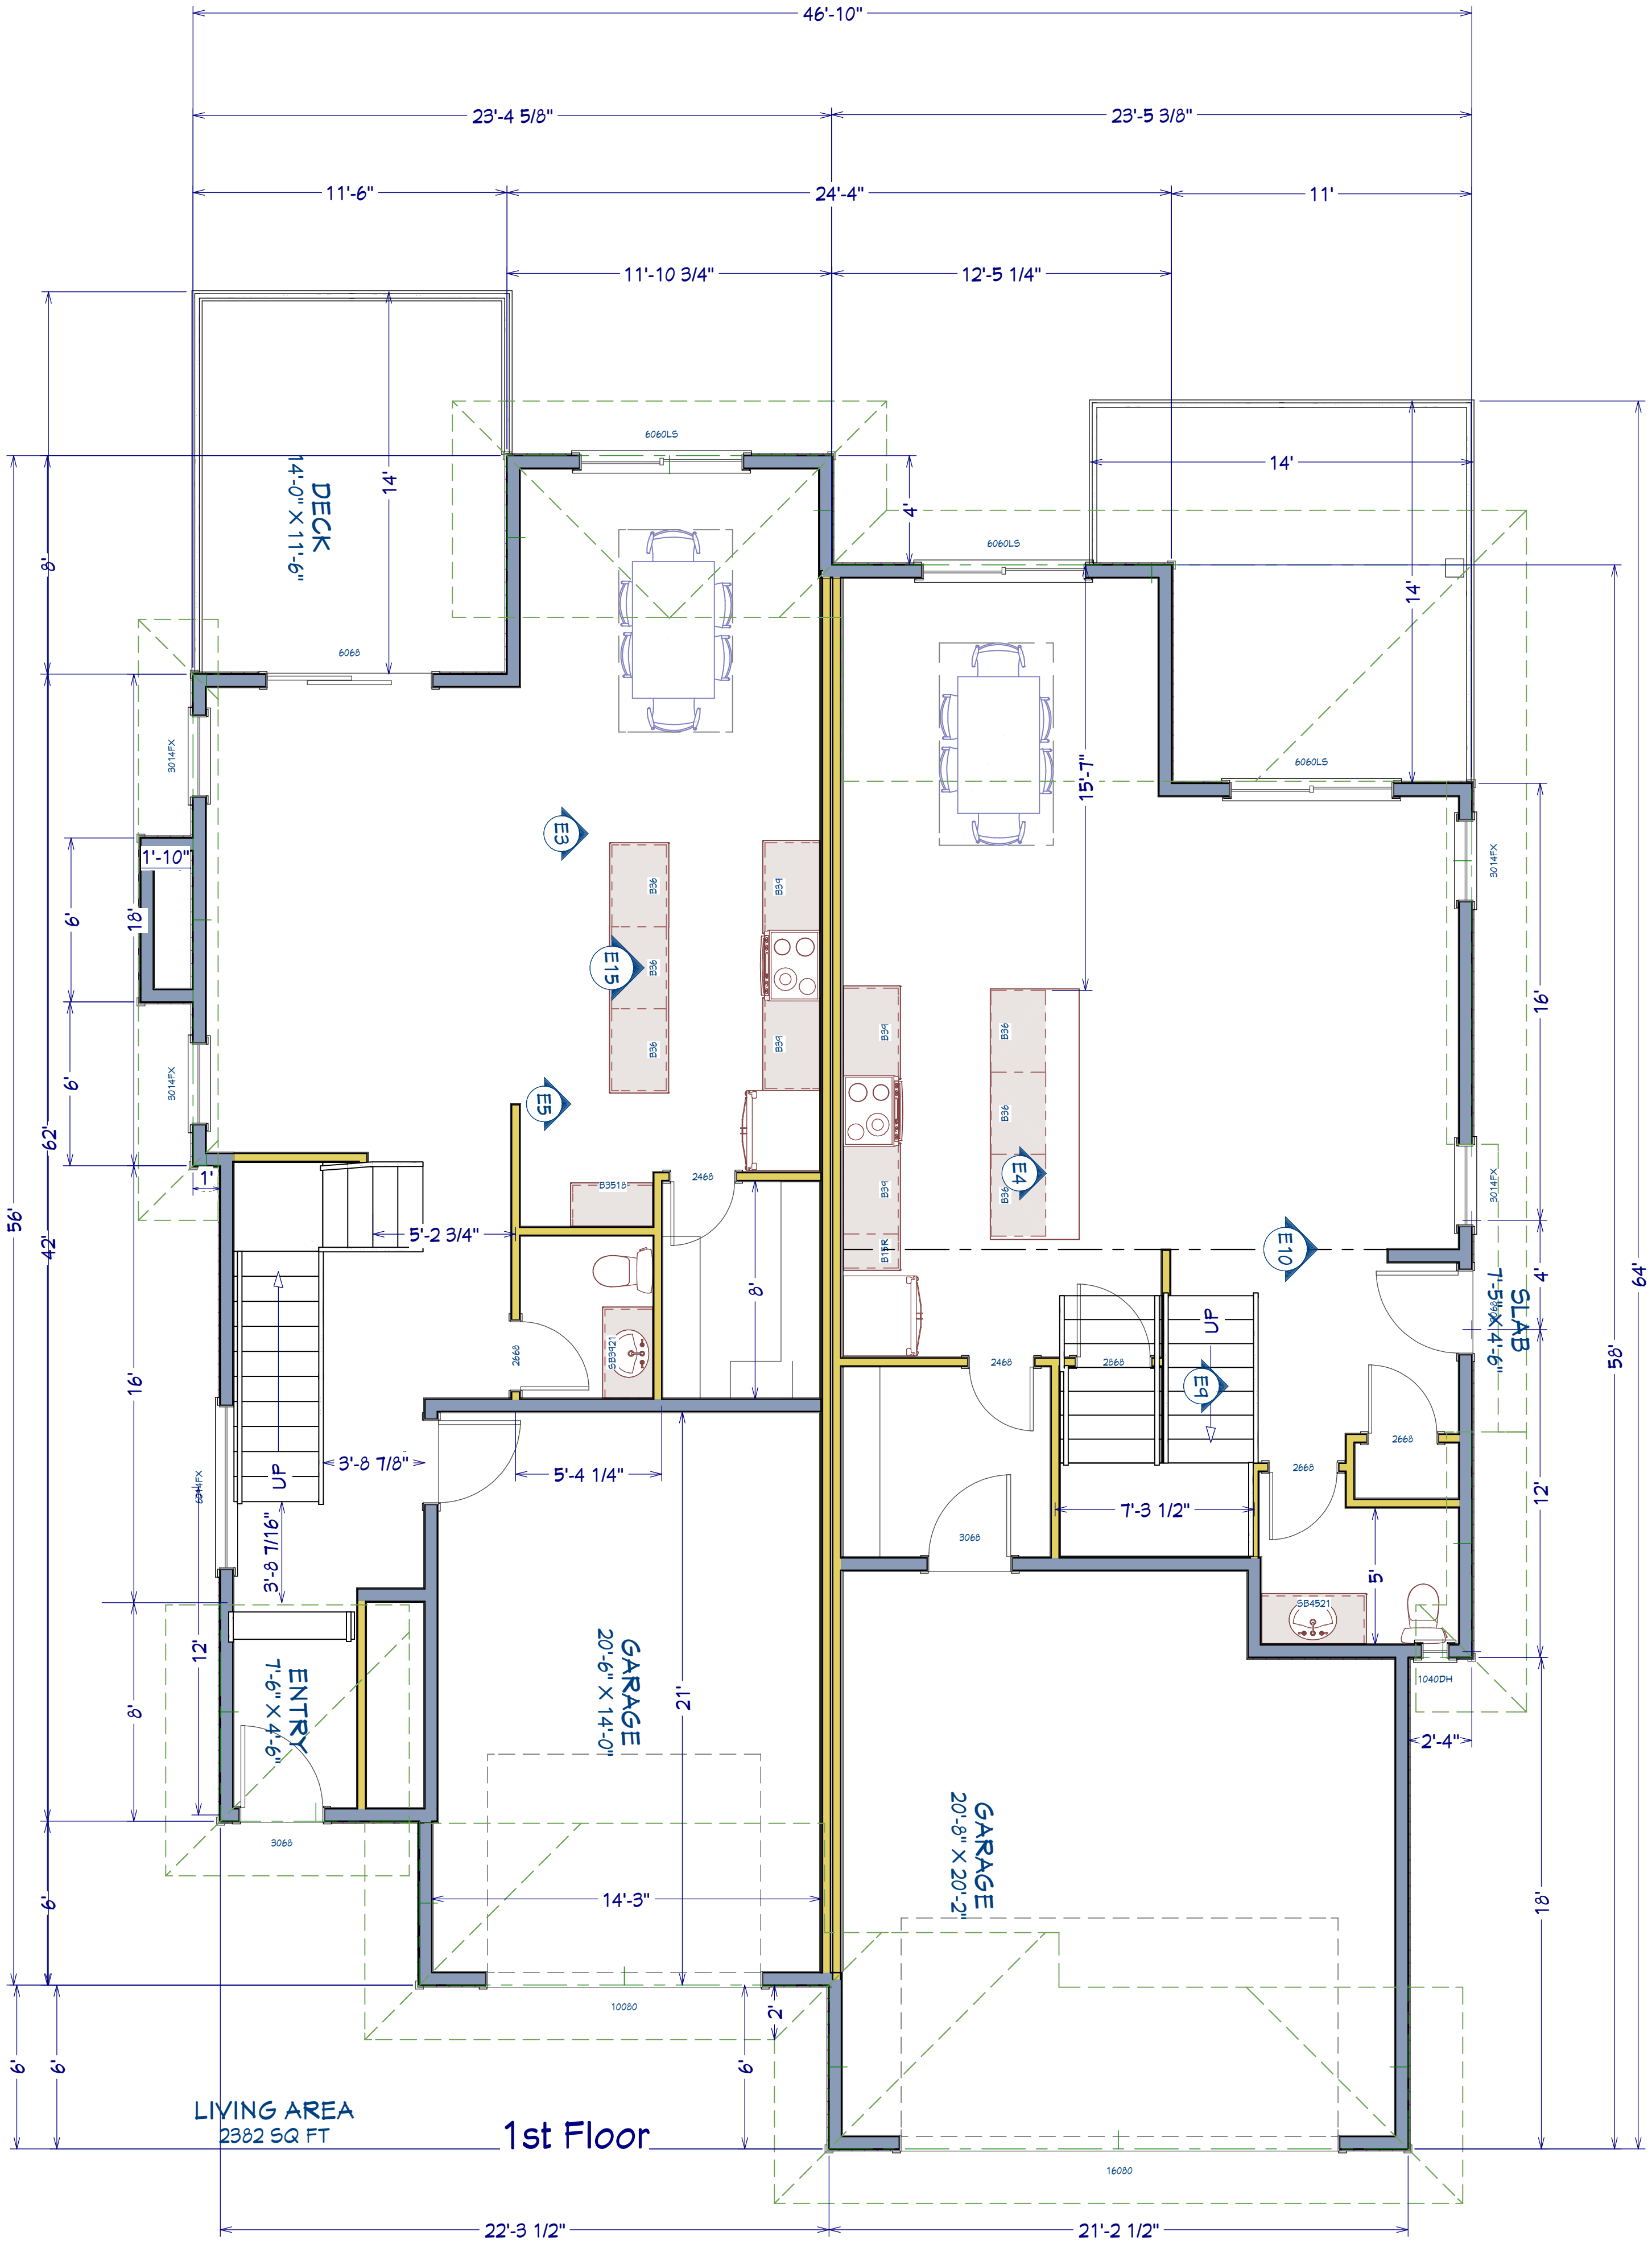 46'-10"
23'-4 5/8"
23'-5 3/8"
11'-6"
24'-4"
11'
11'-10 3/4"
12'-5 1/4"
6060LS
14'
DECK
14'-0" X 11'-6"
4'
14'
6060LS
8'
14'
6068
3014FX
15'-7"
6060LS
E3
3014FX
1'-10"
B36
B39
6'
18'
E15
B36
B39
B36
16'
B39
B36
3014FX
6'
E5
B36
62'
42'
56'
1'
B3518
2468
E4
B36
B39
3014FX
5'-2 3/4"
B15R
E10
8'
4'
SLAB
7'-5" X 4'-6"
64'
UP
SB3921
2668
2468
2868
E9
58'
16'
3'-8 7/8"
5'-4 1/4"
UP
2668
2668
12'
7'-3 1/2"
3'-8 7/16"
3068
5'
SB4521
12'
8'
ENTRY
7'-6" X 4'-6"
GARAGE
20'-6" X 14'-0"
21'
1040DH
2'-4"
3068
GARAGE
20'-8" X 20'-2"
6'
14'-3"
18'
10080
2'
6'
6'
6'
LIVING AREA
2382 SQ FT
1st Floor
16080
22'-3 1/2"
21'-2 1/2"